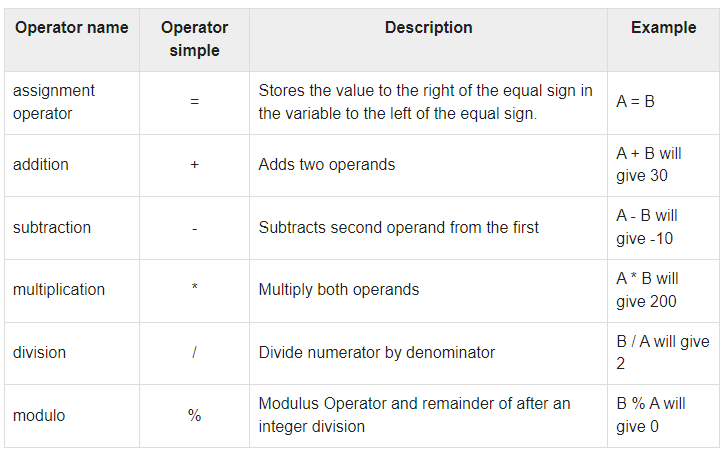 Operator name Operator simple Description Example
assignment operator = Stores the value to the right of the equal sign in the variable to the left of the equal sign. A = B
addition + Adds two operands A + B will give 30
subtraction - Subtracts second operand from the first A - B will give -10
multiplication * Multiply both operands A * B will give 200
division / Divide numerator by denominator B / A will give 2
modulo % Modulus Operator and remainder of after an integer division B % A will give 0